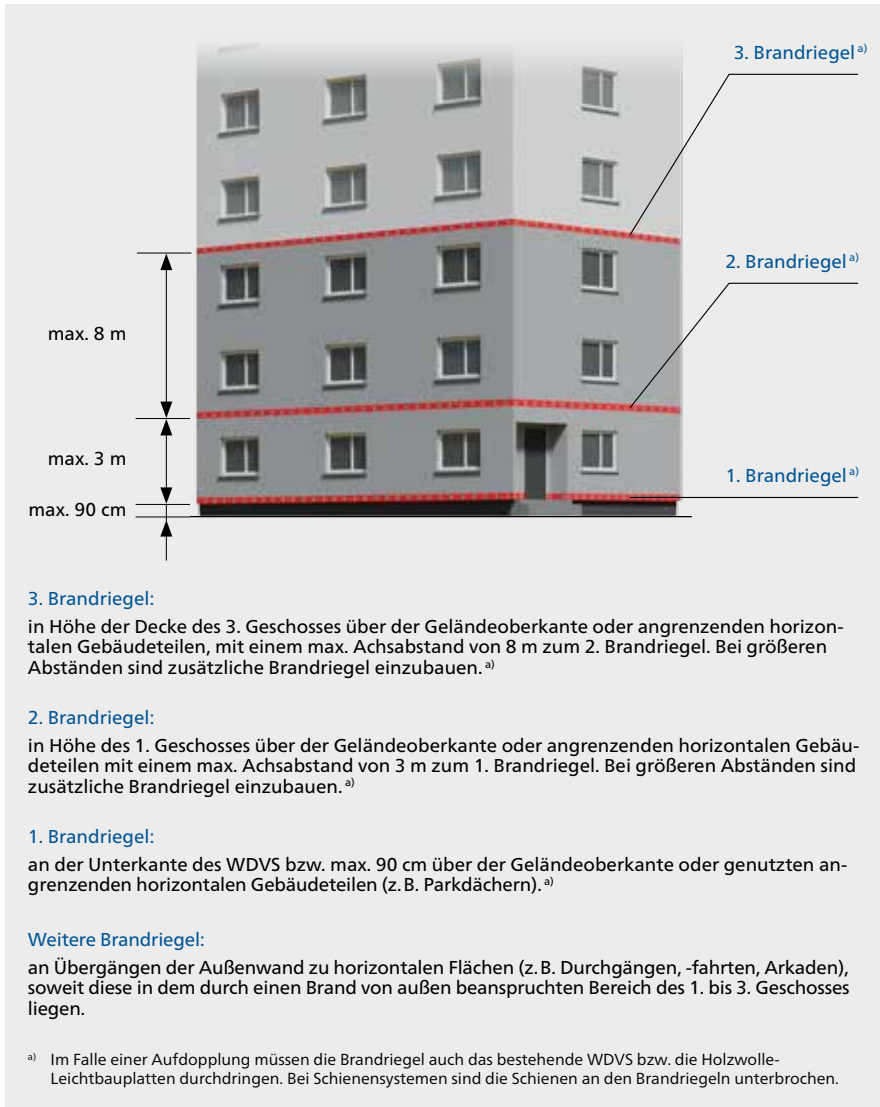 3. Brandriegel a)
2. Brandriegel a)
max. 8 m
max. 3 m
1. Brandriegel a)
max. 90 cm
3. Brandriegel:
in Höhe der Decke des 3. Geschosses über der Geländeoberkante oder angrenzenden horizon-
talen Gebäudeteilen, mit einem max. Achsabstand von 8 m zum 2. Brandriegel. Bei größeren
Abständen sind zusätzliche Brandriegel einzubauen. a)
2. Brandriegel:
in Höhe des 1. Geschosses über der Geländeoberkante oder angrenzenden horizontalen Gebäu-
deteilen mit einem max. Achsabstand von 3 m zum 1. Brandriegel. Bei größeren Abständen sind
zusätzliche Brandriegel einzubauen. a)
1. Brandriegel:
an der Unterkante des WDVS bzw. max. 90 cm über der Geländeoberkante oder genutzten an-
grenzenden horizontalen Gebäudeteilen (z. B. Parkdächern). a)
Weitere Brandriegel:
an Übergängen der Außenwand zu horizontalen Flächen (z. B. Durchgängen, -fahrten, Arkaden),
soweit diese in dem durch einen Brand von außen beanspruchten Bereich des 1. bis 3. Geschosses
liegen.
a) Im Falle einer Aufdopplung müssen die Brandriegel auch das bestehende WDVS bzw. die Holzwolle-
Leichtbauplatten durchdringen. Bei Schienensystemen sind die Schienen an den Brandriegeln unterbrochen.